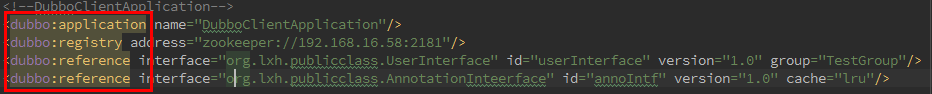 <!--DubboClientApplication-->
<dubbo:application name="DubboClientApplication"/>
<dubbo:registry address="zookeeper://192.168.16.58:2181"/>
<dubbo:reference interface="org.lxh.publicclass.UserInterface" id="userInterface" version="1.0" group="TestGroup"/>
<dubbo:reference interface="org.lxh.publicclass.AnnotationInteerface" id="annoIntf" version="1.0" cache="lru"/>